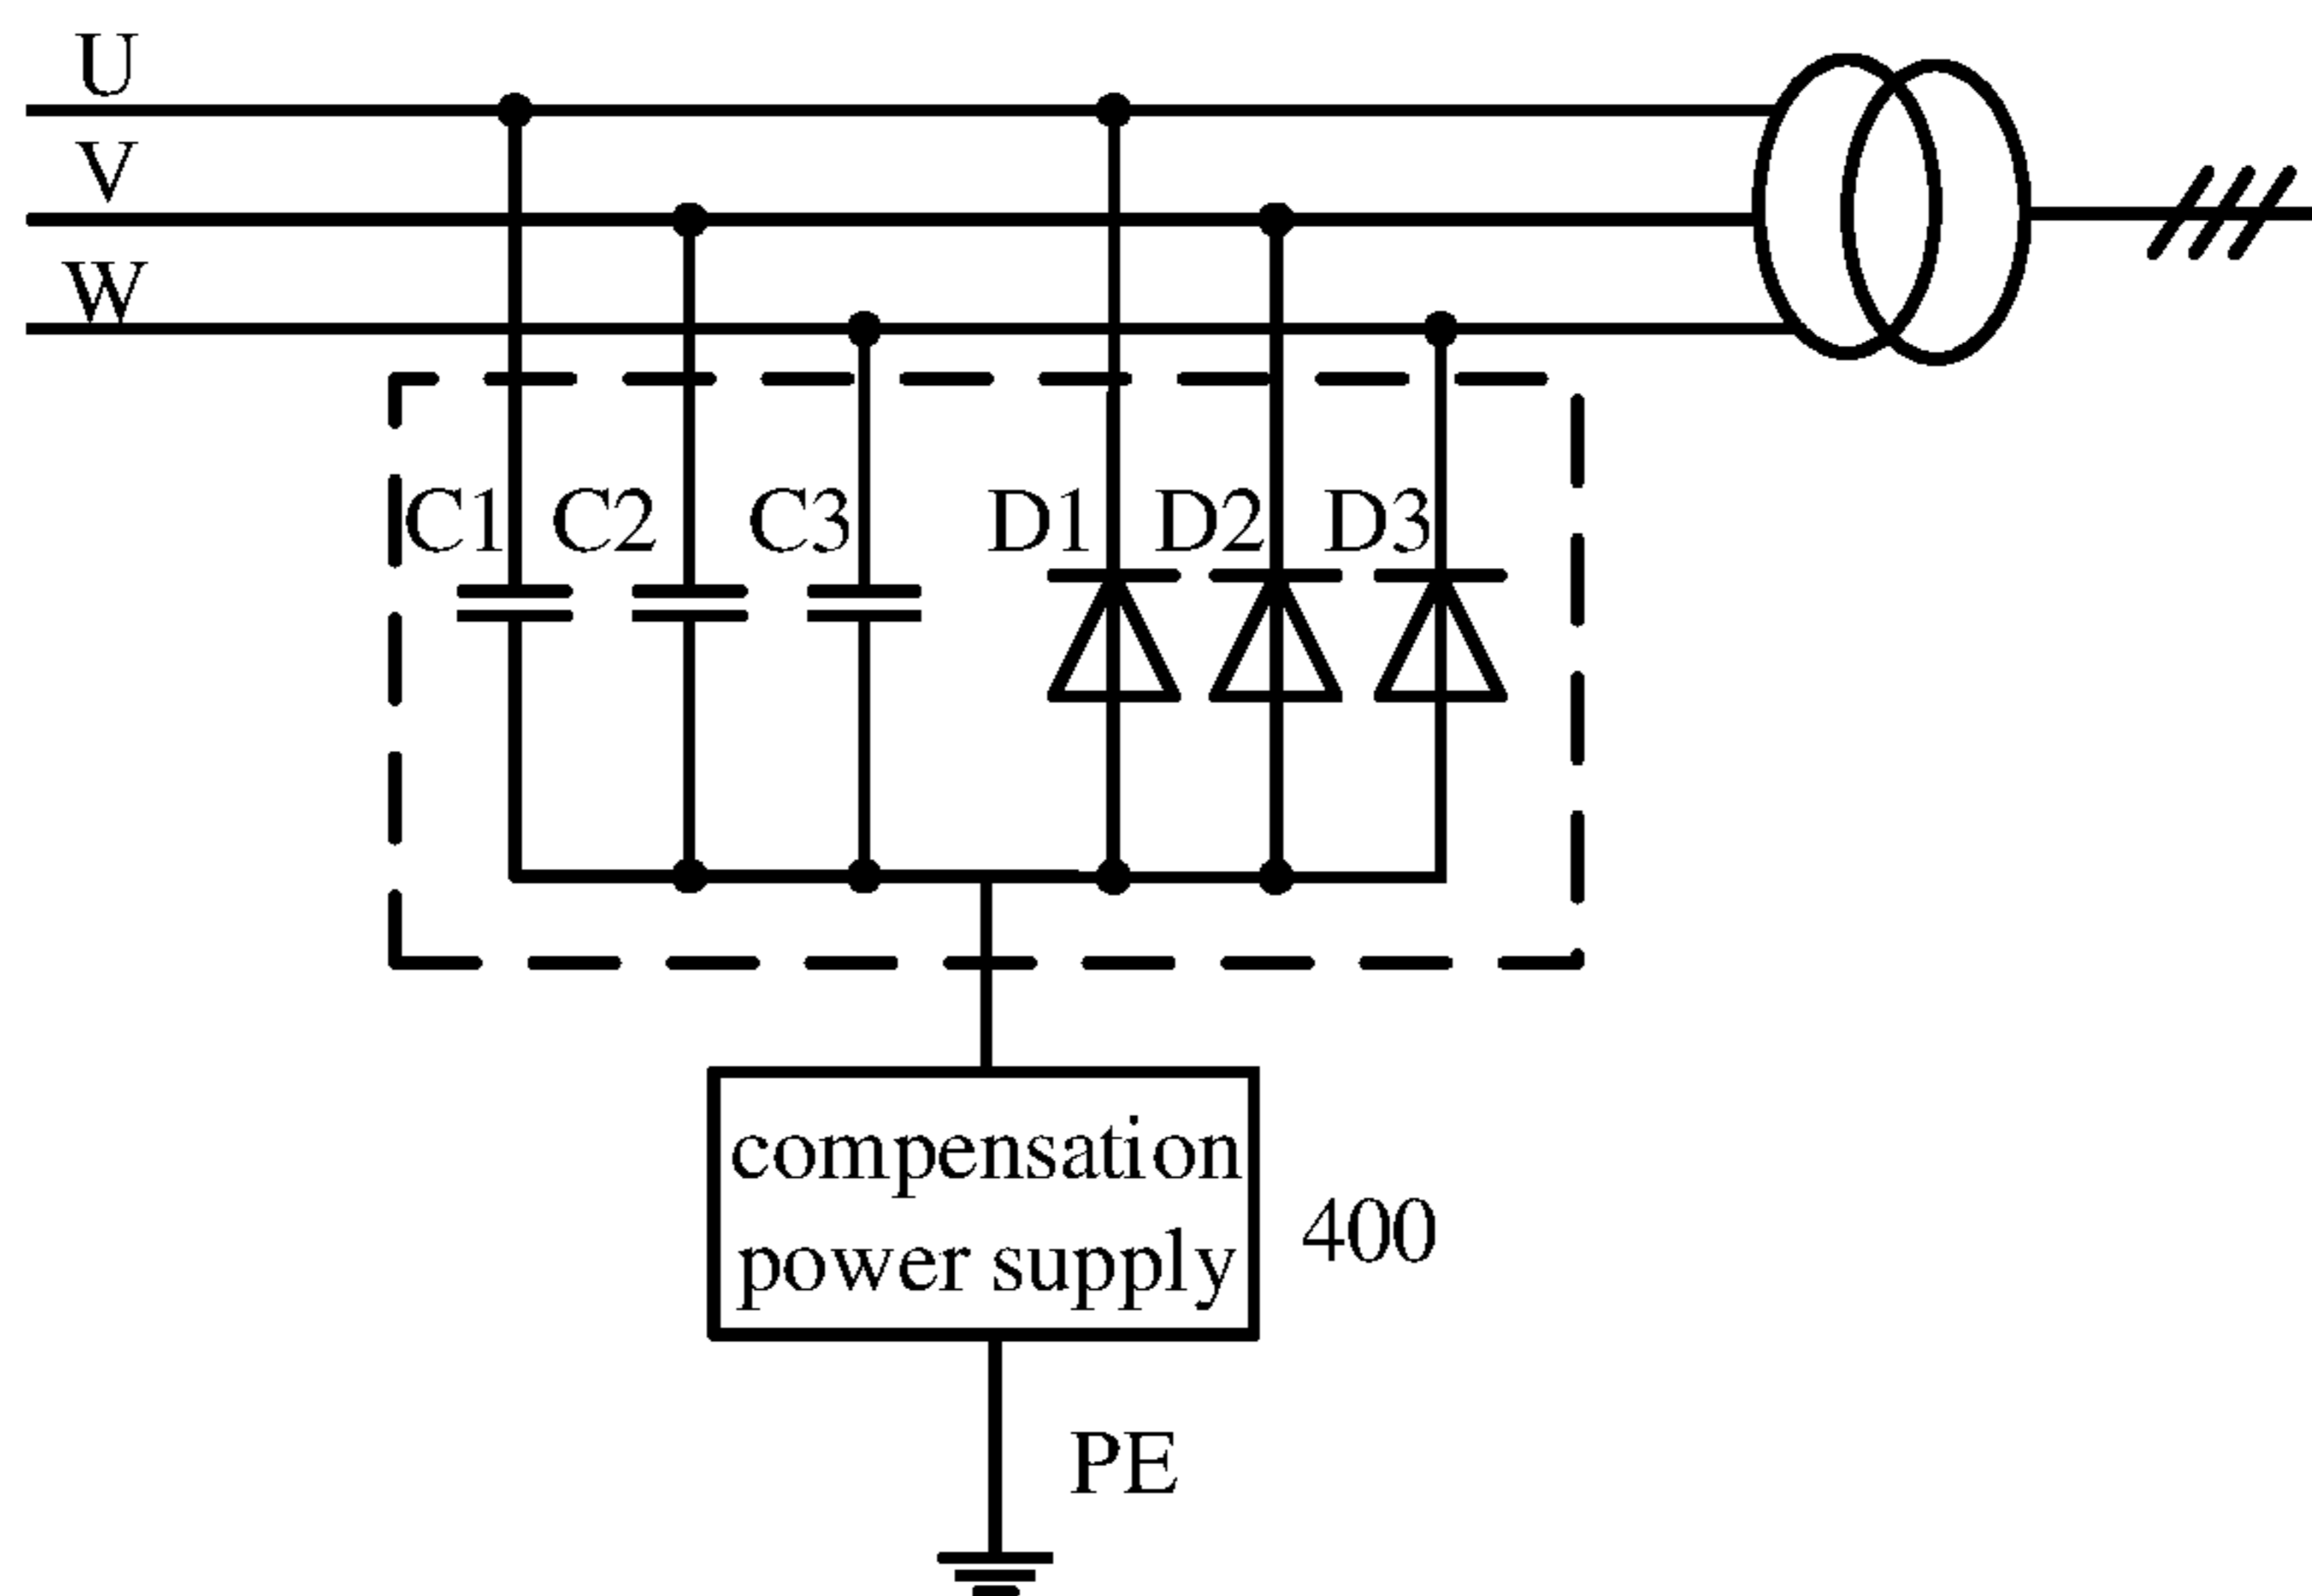 U
V
W
C1 C2 C3 D1 D2 D3
compensation
power supply
400
PE